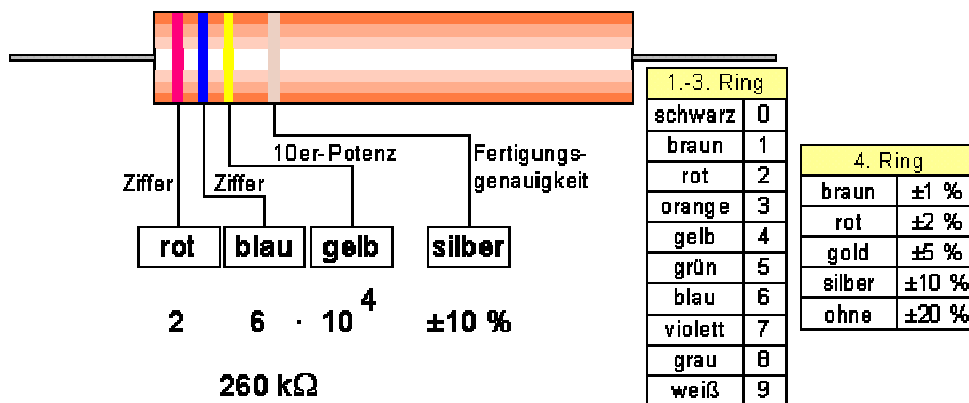 Ziffer
Ziffer
10er-Potenz
Fertigungs-
genauigkeit
rot blau gelb silber
2 6 · 10 4 ±10 %
260 kΩ
1.-3. Ring
schwarz 0
braun 1
rot 2
orange 3
gelb 4
grün 5
blau 6
violett 7
grau 8
weiß 9
4. Ring
braun ±1 %
rot ±2 %
gold ±5 %
silber ±10 %
ohne ±20 %